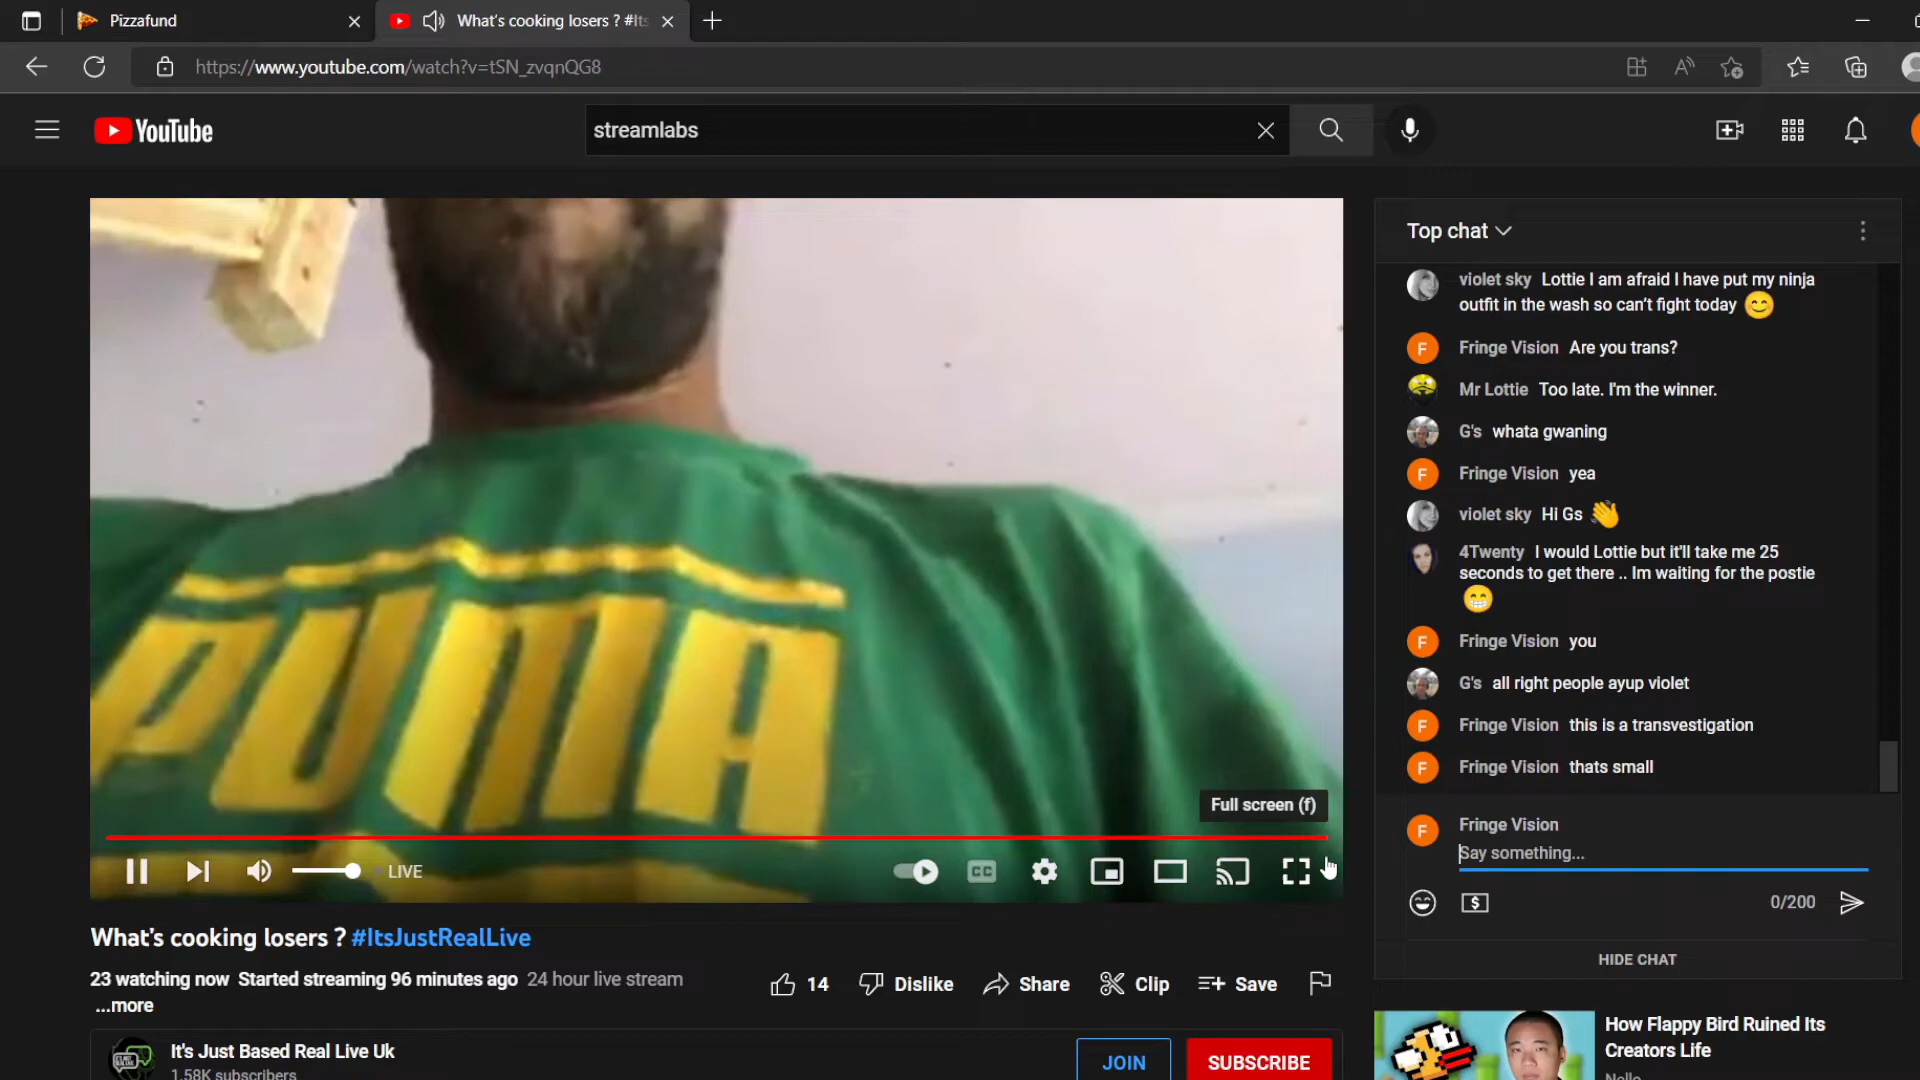 Pizzafund
What's cooking losers ? #Its
https://www.youtube.com/watch?v=tSN_zvqnQG8
YouTube
streamlabs
PUMA
Full screen (f)
LIVE
CC
What's cooking losers ? #ItsJustRealLive
23 watching now Started streaming 96 minutes ago 24 hour live stream
...more
14
Dislike
Share
Clip
Save
It's Just Based Real Live Uk
1.58K subscribers
JOIN
SUBSCRIBE
Top chat
violet sky Lottie I am afraid I have put my ninja
outfit in the wash so can't fight today
Fringe Vision Are you trans?
Mr Lottie Too late. I'm the winner.
G's whata gwaning
Fringe Vision yea
violet sky Hi Gs
4Twenty I would Lottie but it'll take me 25
seconds to get there .. Im waiting for the postie
Fringe Vision you
G's all right people ayup violet
Fringe Vision this is a transvestigation
Fringe Vision thats small
F
Fringe Vision
Say something...
0/200
HIDE CHAT
How Flappy Bird Ruined Its
Creators Life